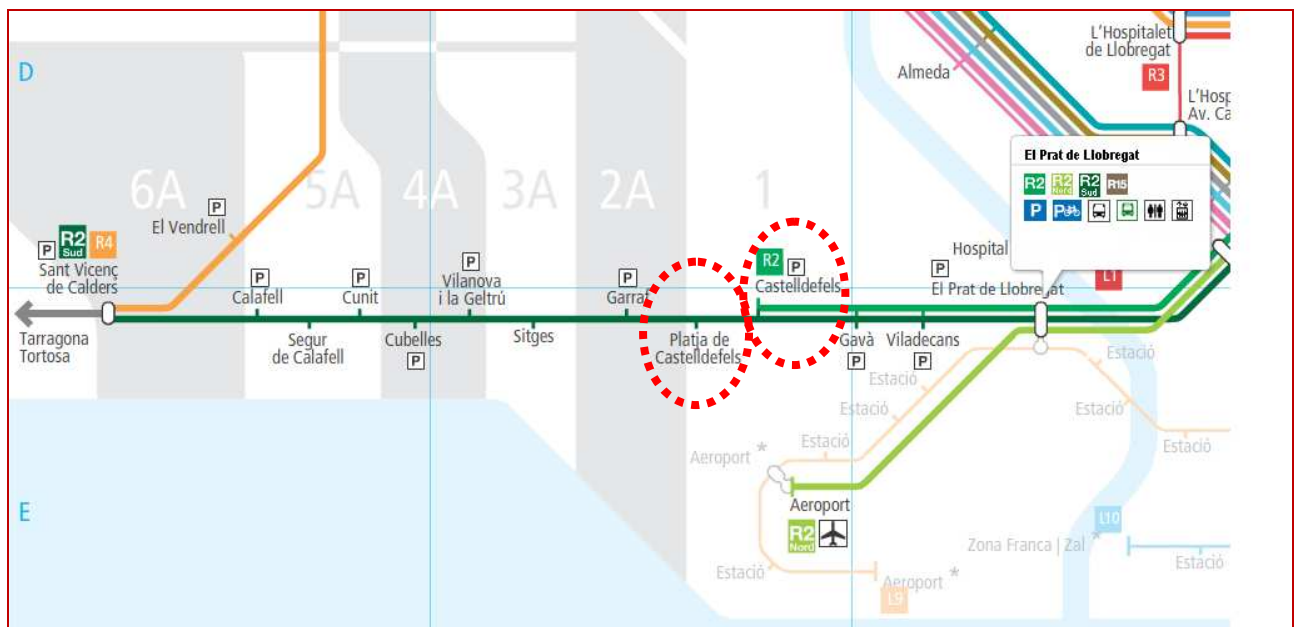 D
L'Hospitalet
de Llobregat
R3
Almeda
L'Hosp
Av. Ca
El Prat de Llobregat
R2 R2 Nord R2 Sud R15
P P
6A 5A 4A 3A 2A 1
P
El Vendrell
P R2 Sud R4
Sant Vicenç
de Calders
P
Calafell
P
Cunit
P
Vilanova
i la Geltrú
P
Garraf
R2 P
Castelldefels
Hospital
P
El Prat de Llobregat
L1
Tarragona
Tortosa
Segur
de Calafell
Cubelles
P
Sitges
Platja de
Castelldefels
Gavà
P
Viladecans
P
Estació
Estació
Estació
Estació
Estació
Estació
Aeroport *
Aeroport
R2 Nord
E
L10
Zona Franca | Zal *
Estació
Estació
Aeroport *
L9